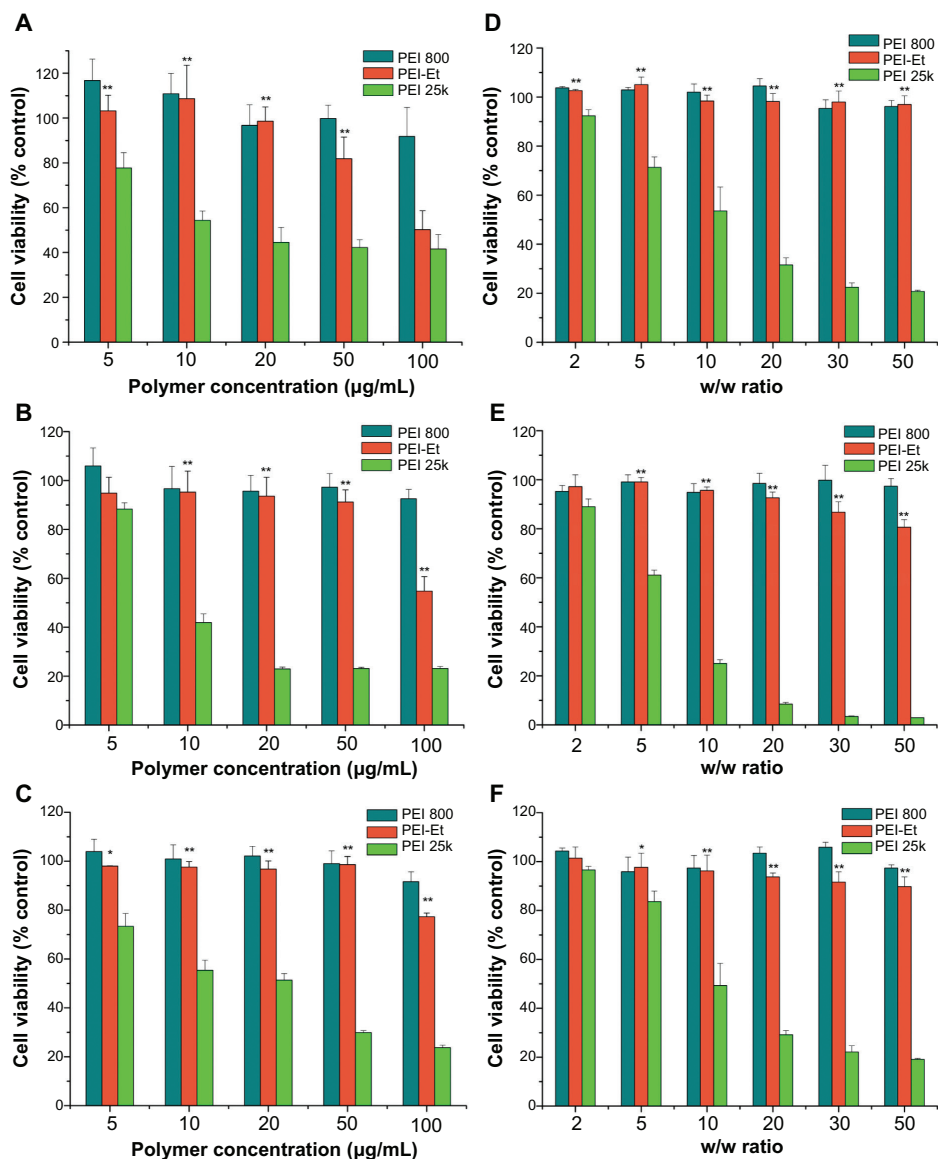 A
PEI 800
PEI-Et
PEI 25k
Cell viability (% control)
120
100
80
60
40
20
0
**
**
**
**
5 10 20 50 100
Polymer concentration (µg/mL)
D
PEI 800
PEI-Et
PEI 25k
Cell viability (% control)
120
100
80
60
40
20
0
**
**
**
**
**
**
2 5 10 20 30 50
w/w ratio
B
PEI 800
PEI-Et
PEI 25k
Cell viability (% control)
120
100
80
60
40
20
0
**
**
**
**
5 10 20 50 100
Polymer concentration (µg/mL)
E
PEI 800
PEI-Et
PEI 25k
Cell viability (% control)
120
100
80
60
40
20
0
**
**
**
**
**
2 5 10 20 30 50
w/w ratio
C
PEI 800
PEI-Et
PEI 25k
Cell viability (% control)
120
100
80
60
40
20
0
*
**
**
**
**
5 10 20 50 100
Polymer concentration (µg/mL)
F
PEI 800
PEI-Et
PEI 25k
Cell viability (% control)
120
100
80
60
40
20
0
*
**
**
**
**
2 5 10 20 30 50
w/w ratio